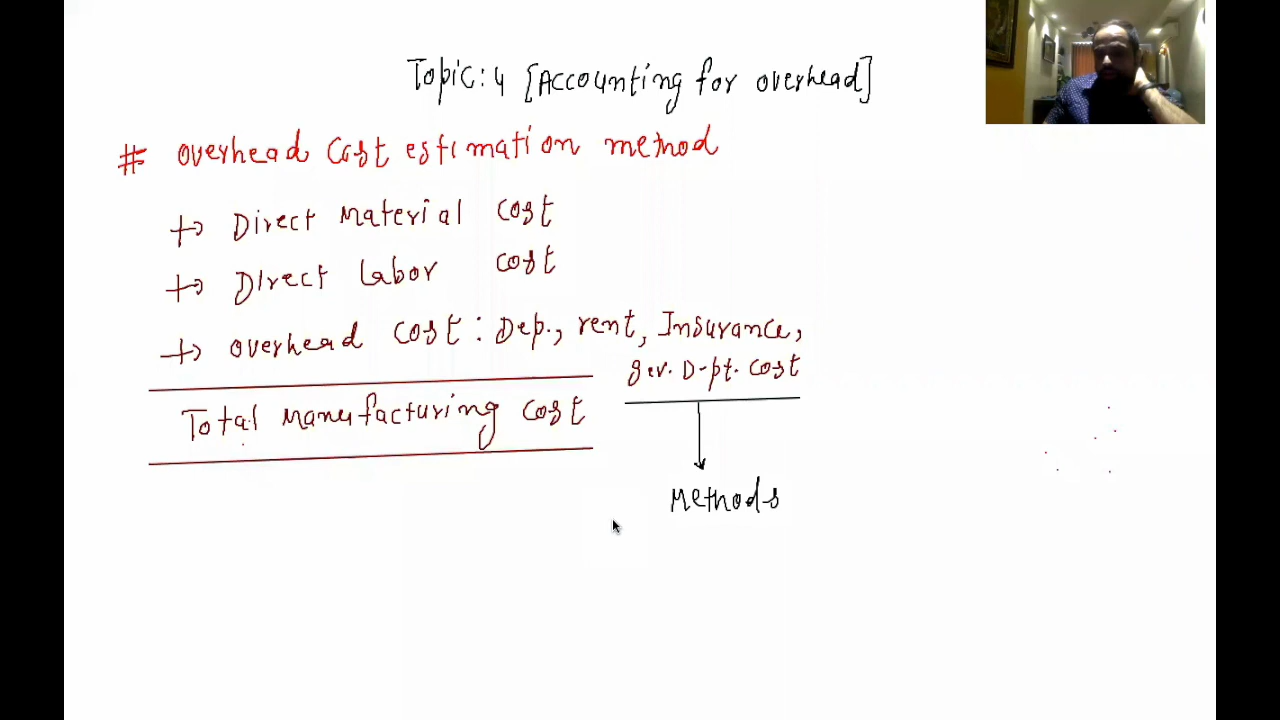 Topic: 4 [Accounting for overhead]
# overhead cost estimation method
+→ Direct Material cost
+→ Direct labor cost
+→ overhead cost: Dep., rent, Insurance,
Ser. D-pt. cost
Total Manufacturing cost
Methods